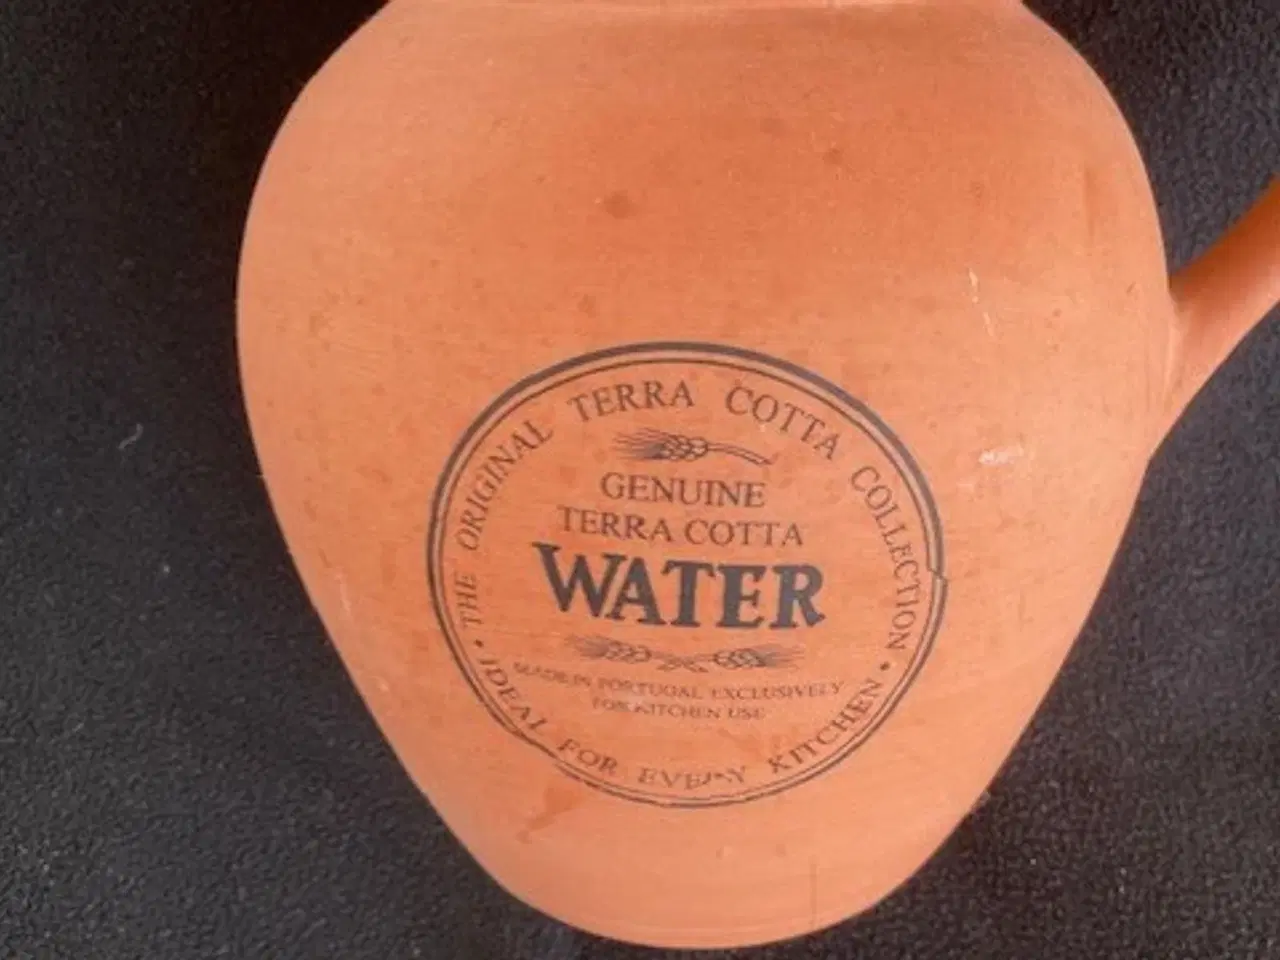 • THE ORIGINAL TERRA COTTA COLLECTION •
GENUINE
TERRA COTTA
WATER
MADE IN PORTUGAL EXCLUSIVELY
FOR KITCHEN USE
IDEAL FOR EVERY KITCHEN